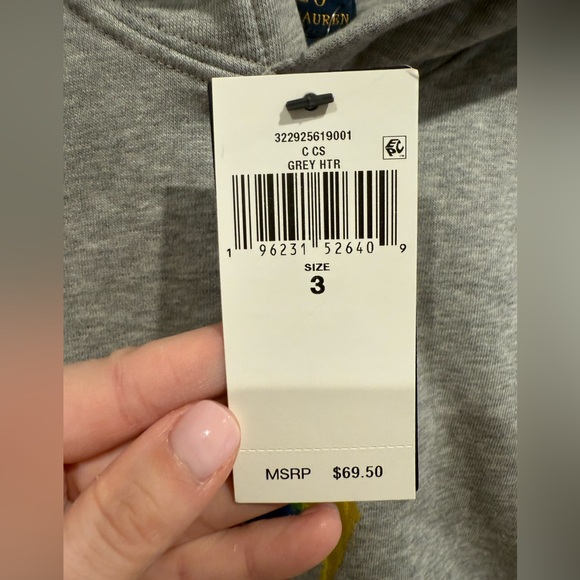 LAUREN
322925619001
C CS
GREY HTR
1 96231 52640 9
SIZE
3
MSRP $69.50